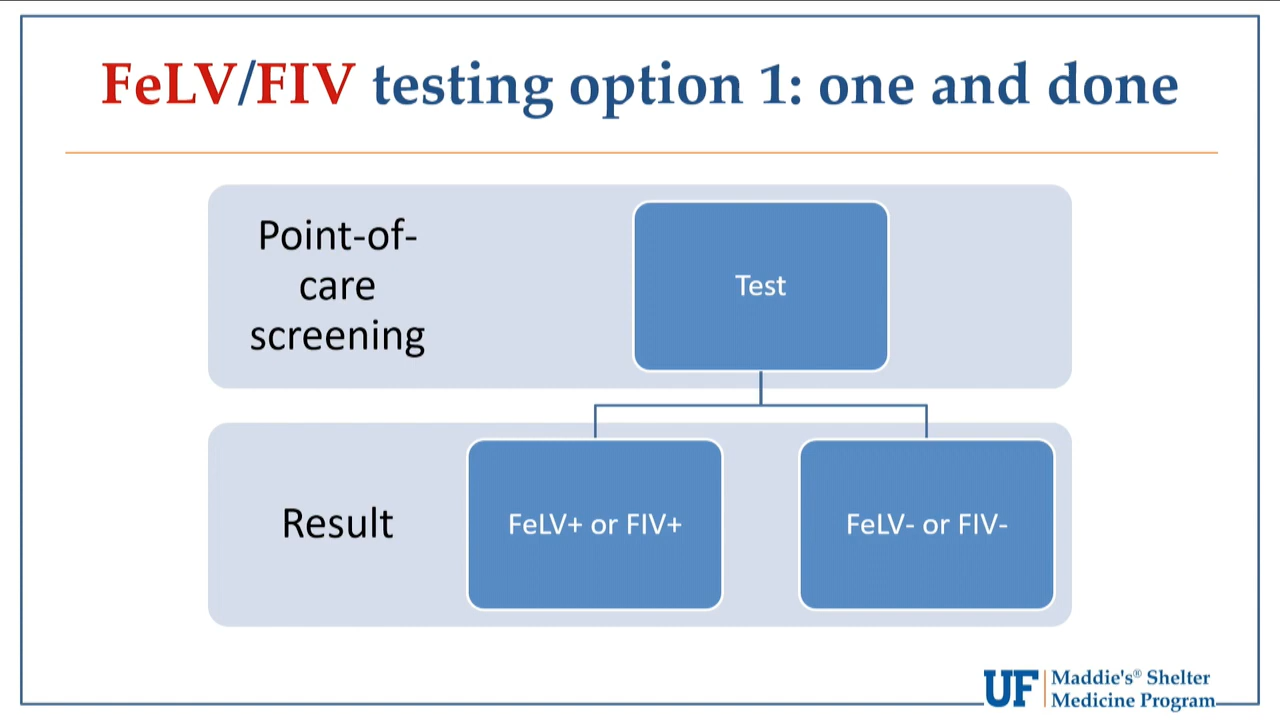 FeLV/FIV testing option 1: one and done
Point-of-
care
screening
Test
Result
FeLV+ or FIV+
FeLV- or FIV-
UF
Maddie's® Shelter
Medicine Program